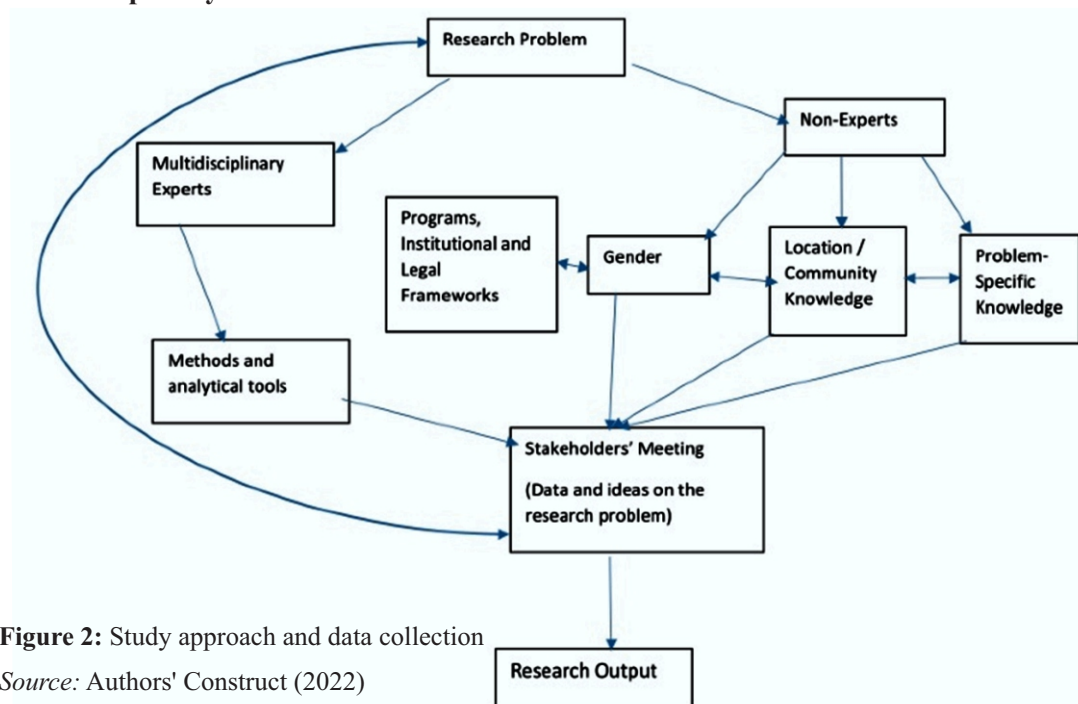 Research Problem
Non-Experts
Multidisciplinary
Experts
Programs,
Institutional and
Legal
Frameworks
Gender
Location /
Community
Knowledge
Problem-
Specific
Knowledge
Methods and
analytical tools
Stakeholders' Meeting
(Data and ideas on the
research problem)
Figure 2: Study approach and data collection
Source: Authors' Construct (2022)
Research Output